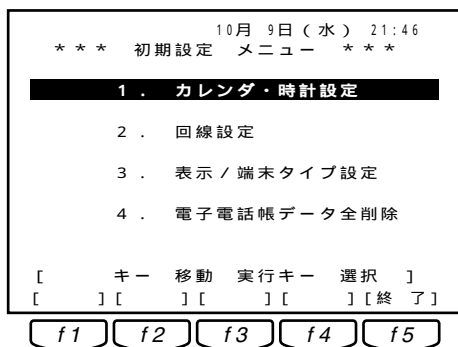 10月 9日(水) 21:46
*** 初期設定 メニュー ***
1. カレンダ・時計設定
2. 回線設定
3. 表示/端末タイプ設定
4. 電子電話帳データ全削除
[ キー 移動 実行キー 選択 ]
[ ][ ][ ][ ][終 了]
f1 f2 f3 f4 f5